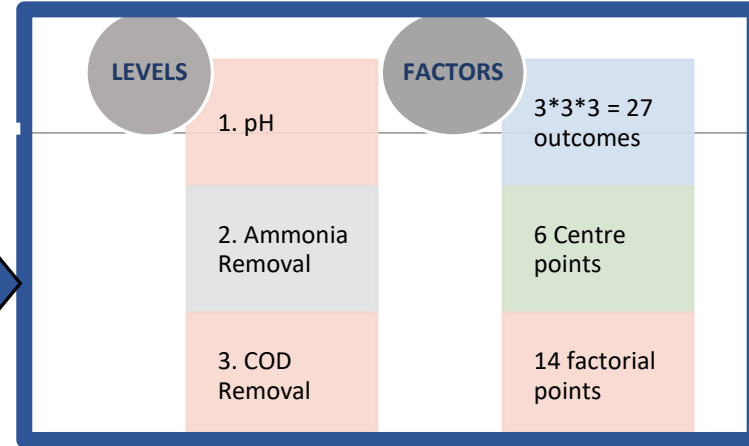 LEVELS
1. pH
2. Ammonia
Removal
3. COD
Removal
FACTORS
3*3*3 = 27
outcomes
6 Centre
points
14 factorial
points